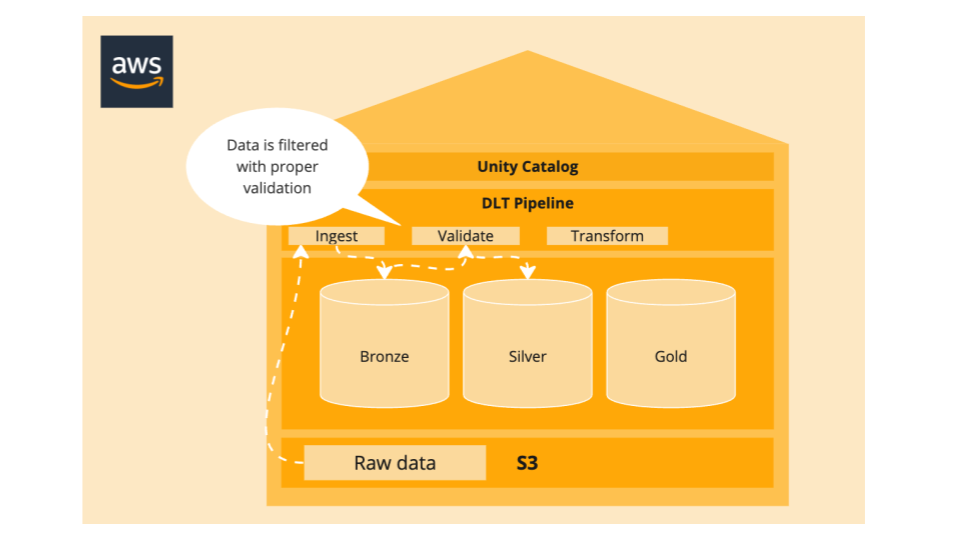 aws
Data is filtered
with proper
validation
Unity Catalog
DLT Pipeline
Ingest
Validate
Transform
Bronze
Silver
Gold
Raw data
S3